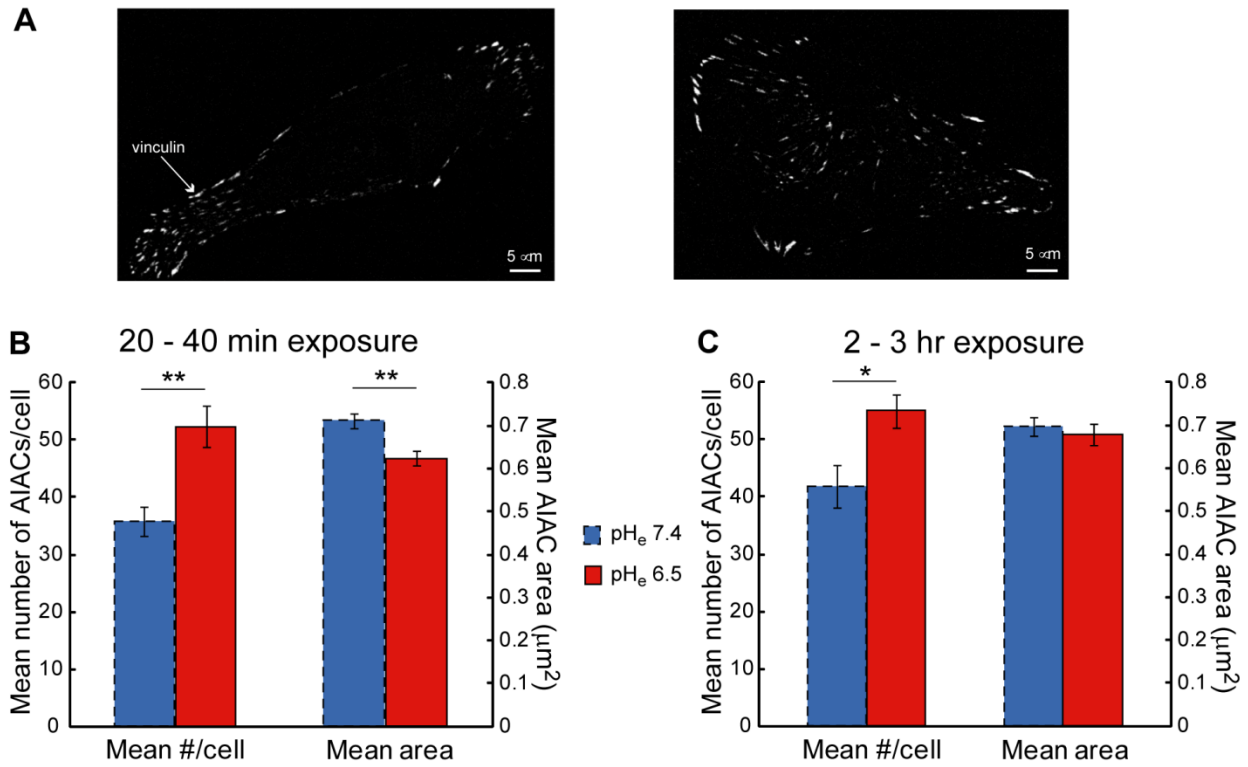 A
vinculin
5 αm
5 αm
B
20 - 40 min exposure
**
**
Mean number of AIACs/cell
60
50
40
30
20
10
0
0.8
0.7
0.6
0.5
0.4
0.3
0.2
0.1
0
Mean AIAC area (μm²)
Mean #/cell
Mean area
pHₑ 7.4
pHₑ 6.5
C
2 - 3 hr exposure
*
Mean number of AIACs/cell
60
50
40
30
20
10
0
0.8
0.7
0.6
0.5
0.4
0.3
0.2
0.1
0
Mean AIAC area (μm²)
Mean #/cell
Mean area